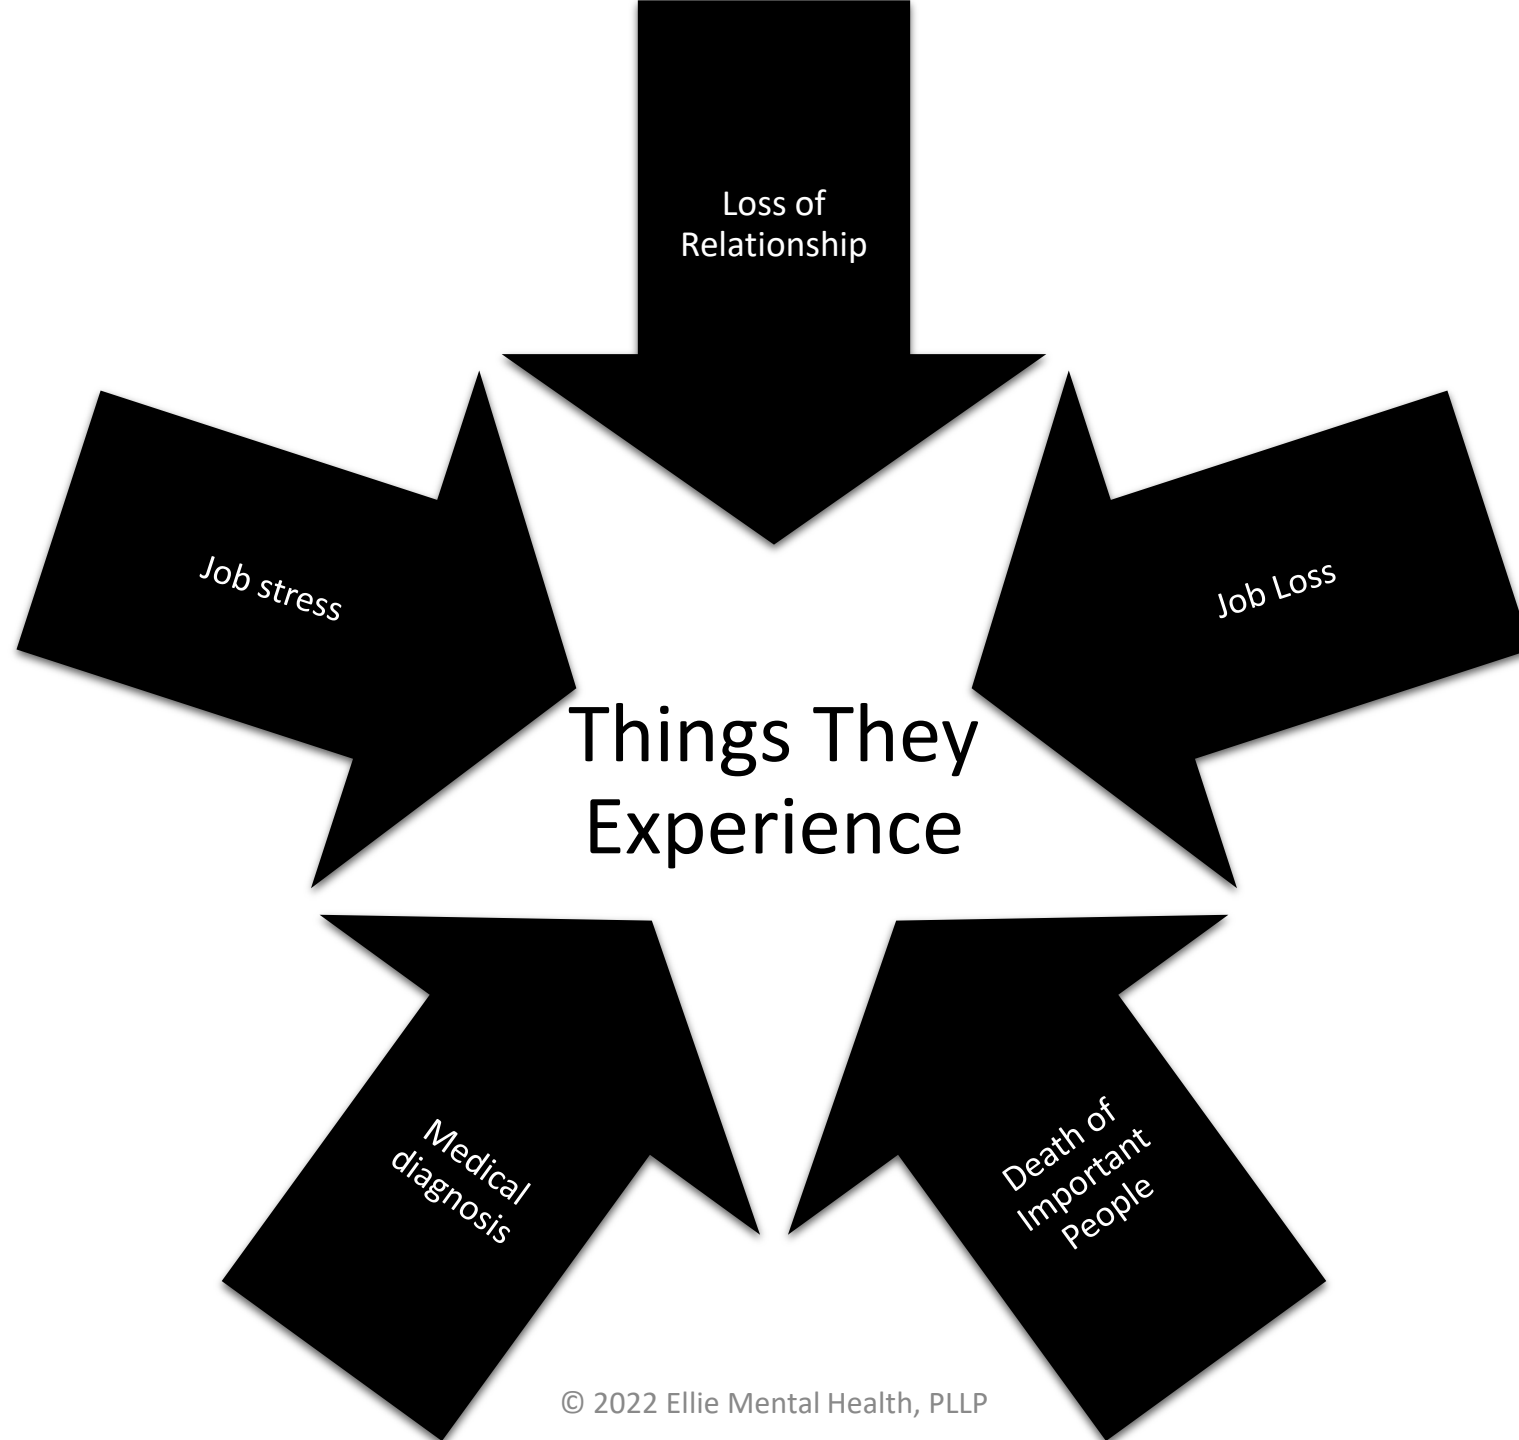 Loss of
Relationship
Job stress
Job Loss
Things They
Experience
Medical
diagnosis
Death of
Important
People
© 2022 Ellie Mental Health, PLLP